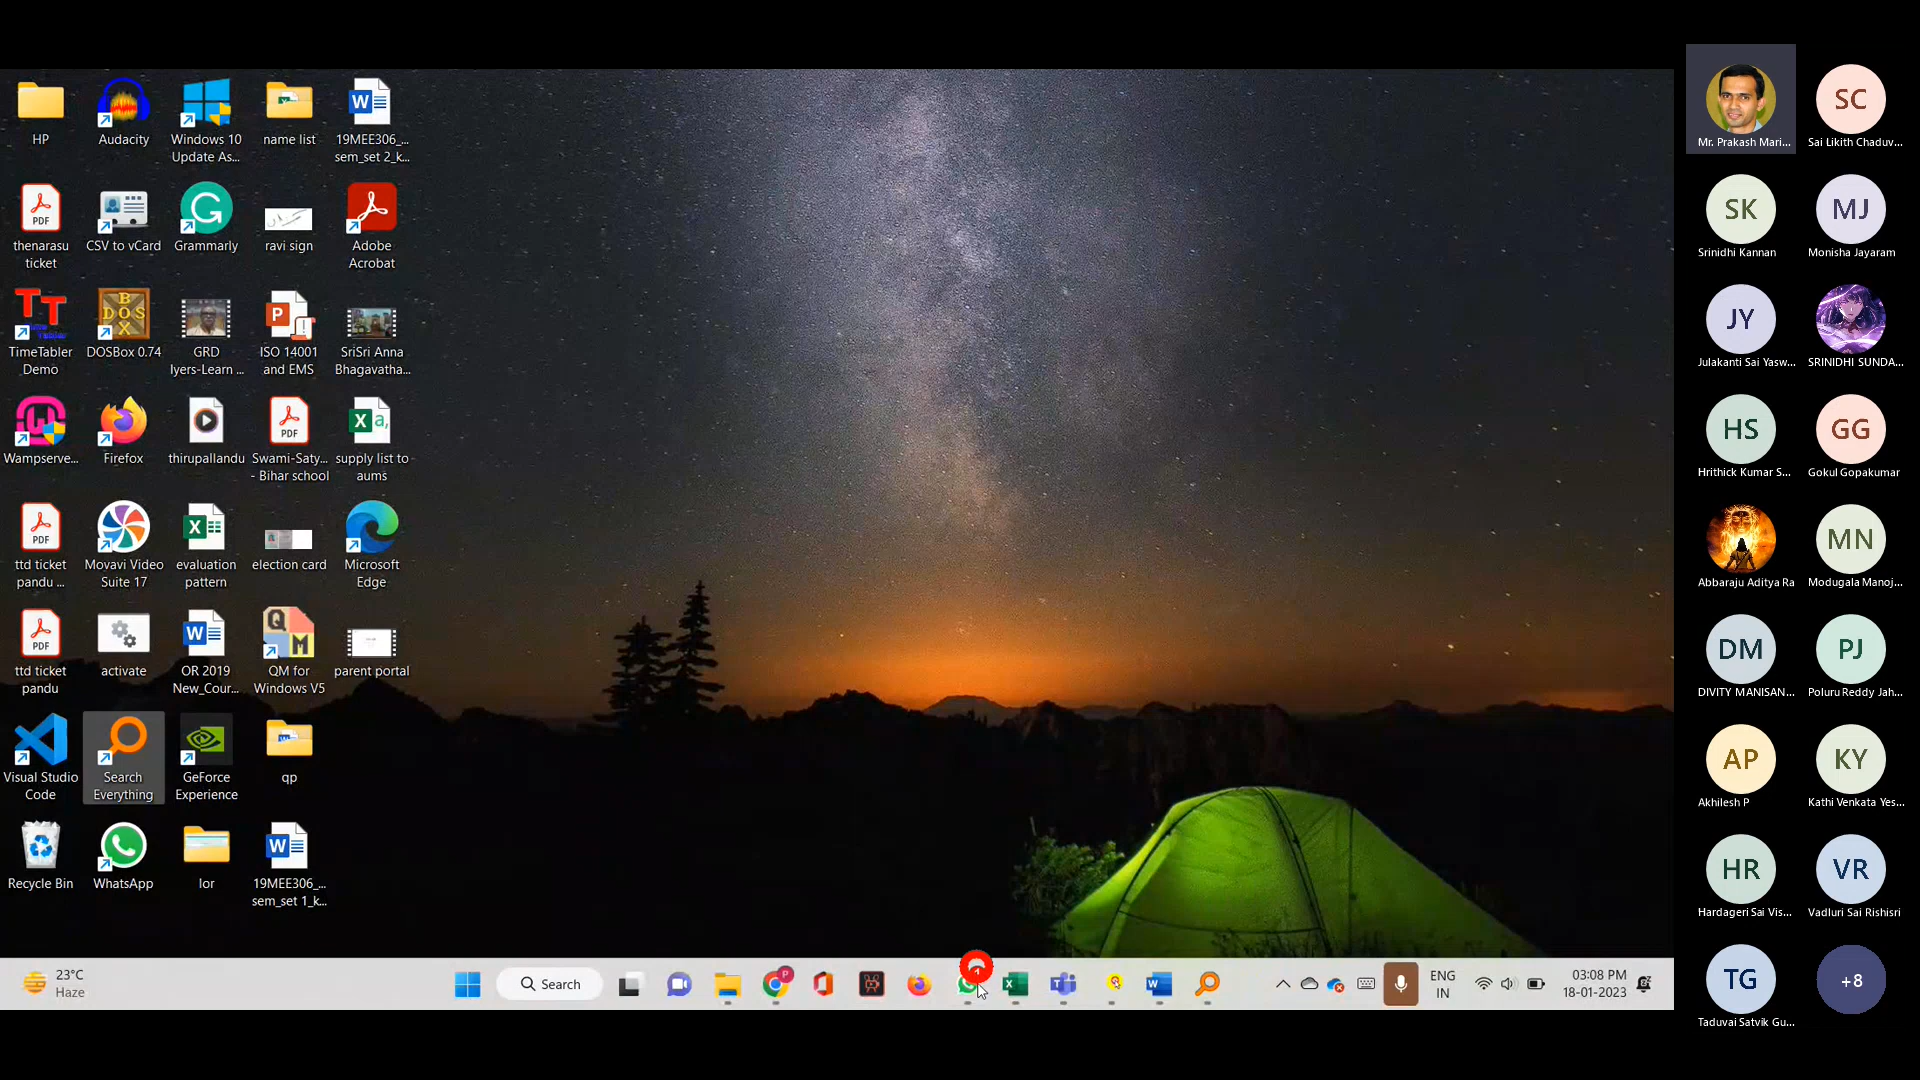 HP
Audacity
Windows 10
Update As...
name list
19MEE306_...
sem_set 2_k...
thenarasu
ticket
CSV to vCard
Grammarly
ravi sign
Adobe
Acrobat
TimeTabler
Demo
DOSBox 0.74
GRD
Iyers-Learn ...
ISO 14001
and EMS
SriSri Anna
Bhagavatha...
Wampserve...
Firefox
thirupallandu
Swami-Saty...
- Bihar school
supply list to
aums
ttd ticket
pandu ...
Movavi Video
Suite 17
evaluation
pattern
election card
Microsoft
Edge
ttd ticket
pandu
activate
OR 2019
New_Cour...
QM for
Windows V5
parent portal
Visual Studio
Code
Search
Everything
GeForce
Experience
qp
Recycle Bin
WhatsApp
lor
19MEE306_...
sem_set 1_k...
23°C
Haze
Search
ENG
IN
03:08 PM
18-01-2023
Mr. Prakash Mari...
SC
Sai Likith Chaduv...
SK
Srinidhi Kannan
MJ
Monisha Jayaram
JY
Julakanti Sai Yasw...
SRINIDHI SUNDA...
HS
Hrithick Kumar S...
GG
Gokul Gopakumar
Abbaraju Aditya Ra
MN
Modugala Manoj...
DM
DIVITY MANISAN...
PJ
Poluru Reddy Jah...
AP
Akhilesh P
KY
Kathi Venkata Yes...
HR
Hardageri Sai Vis...
VR
Vadluri Sai Rishisri
TG
Taduvai Satvik Gu...
+8